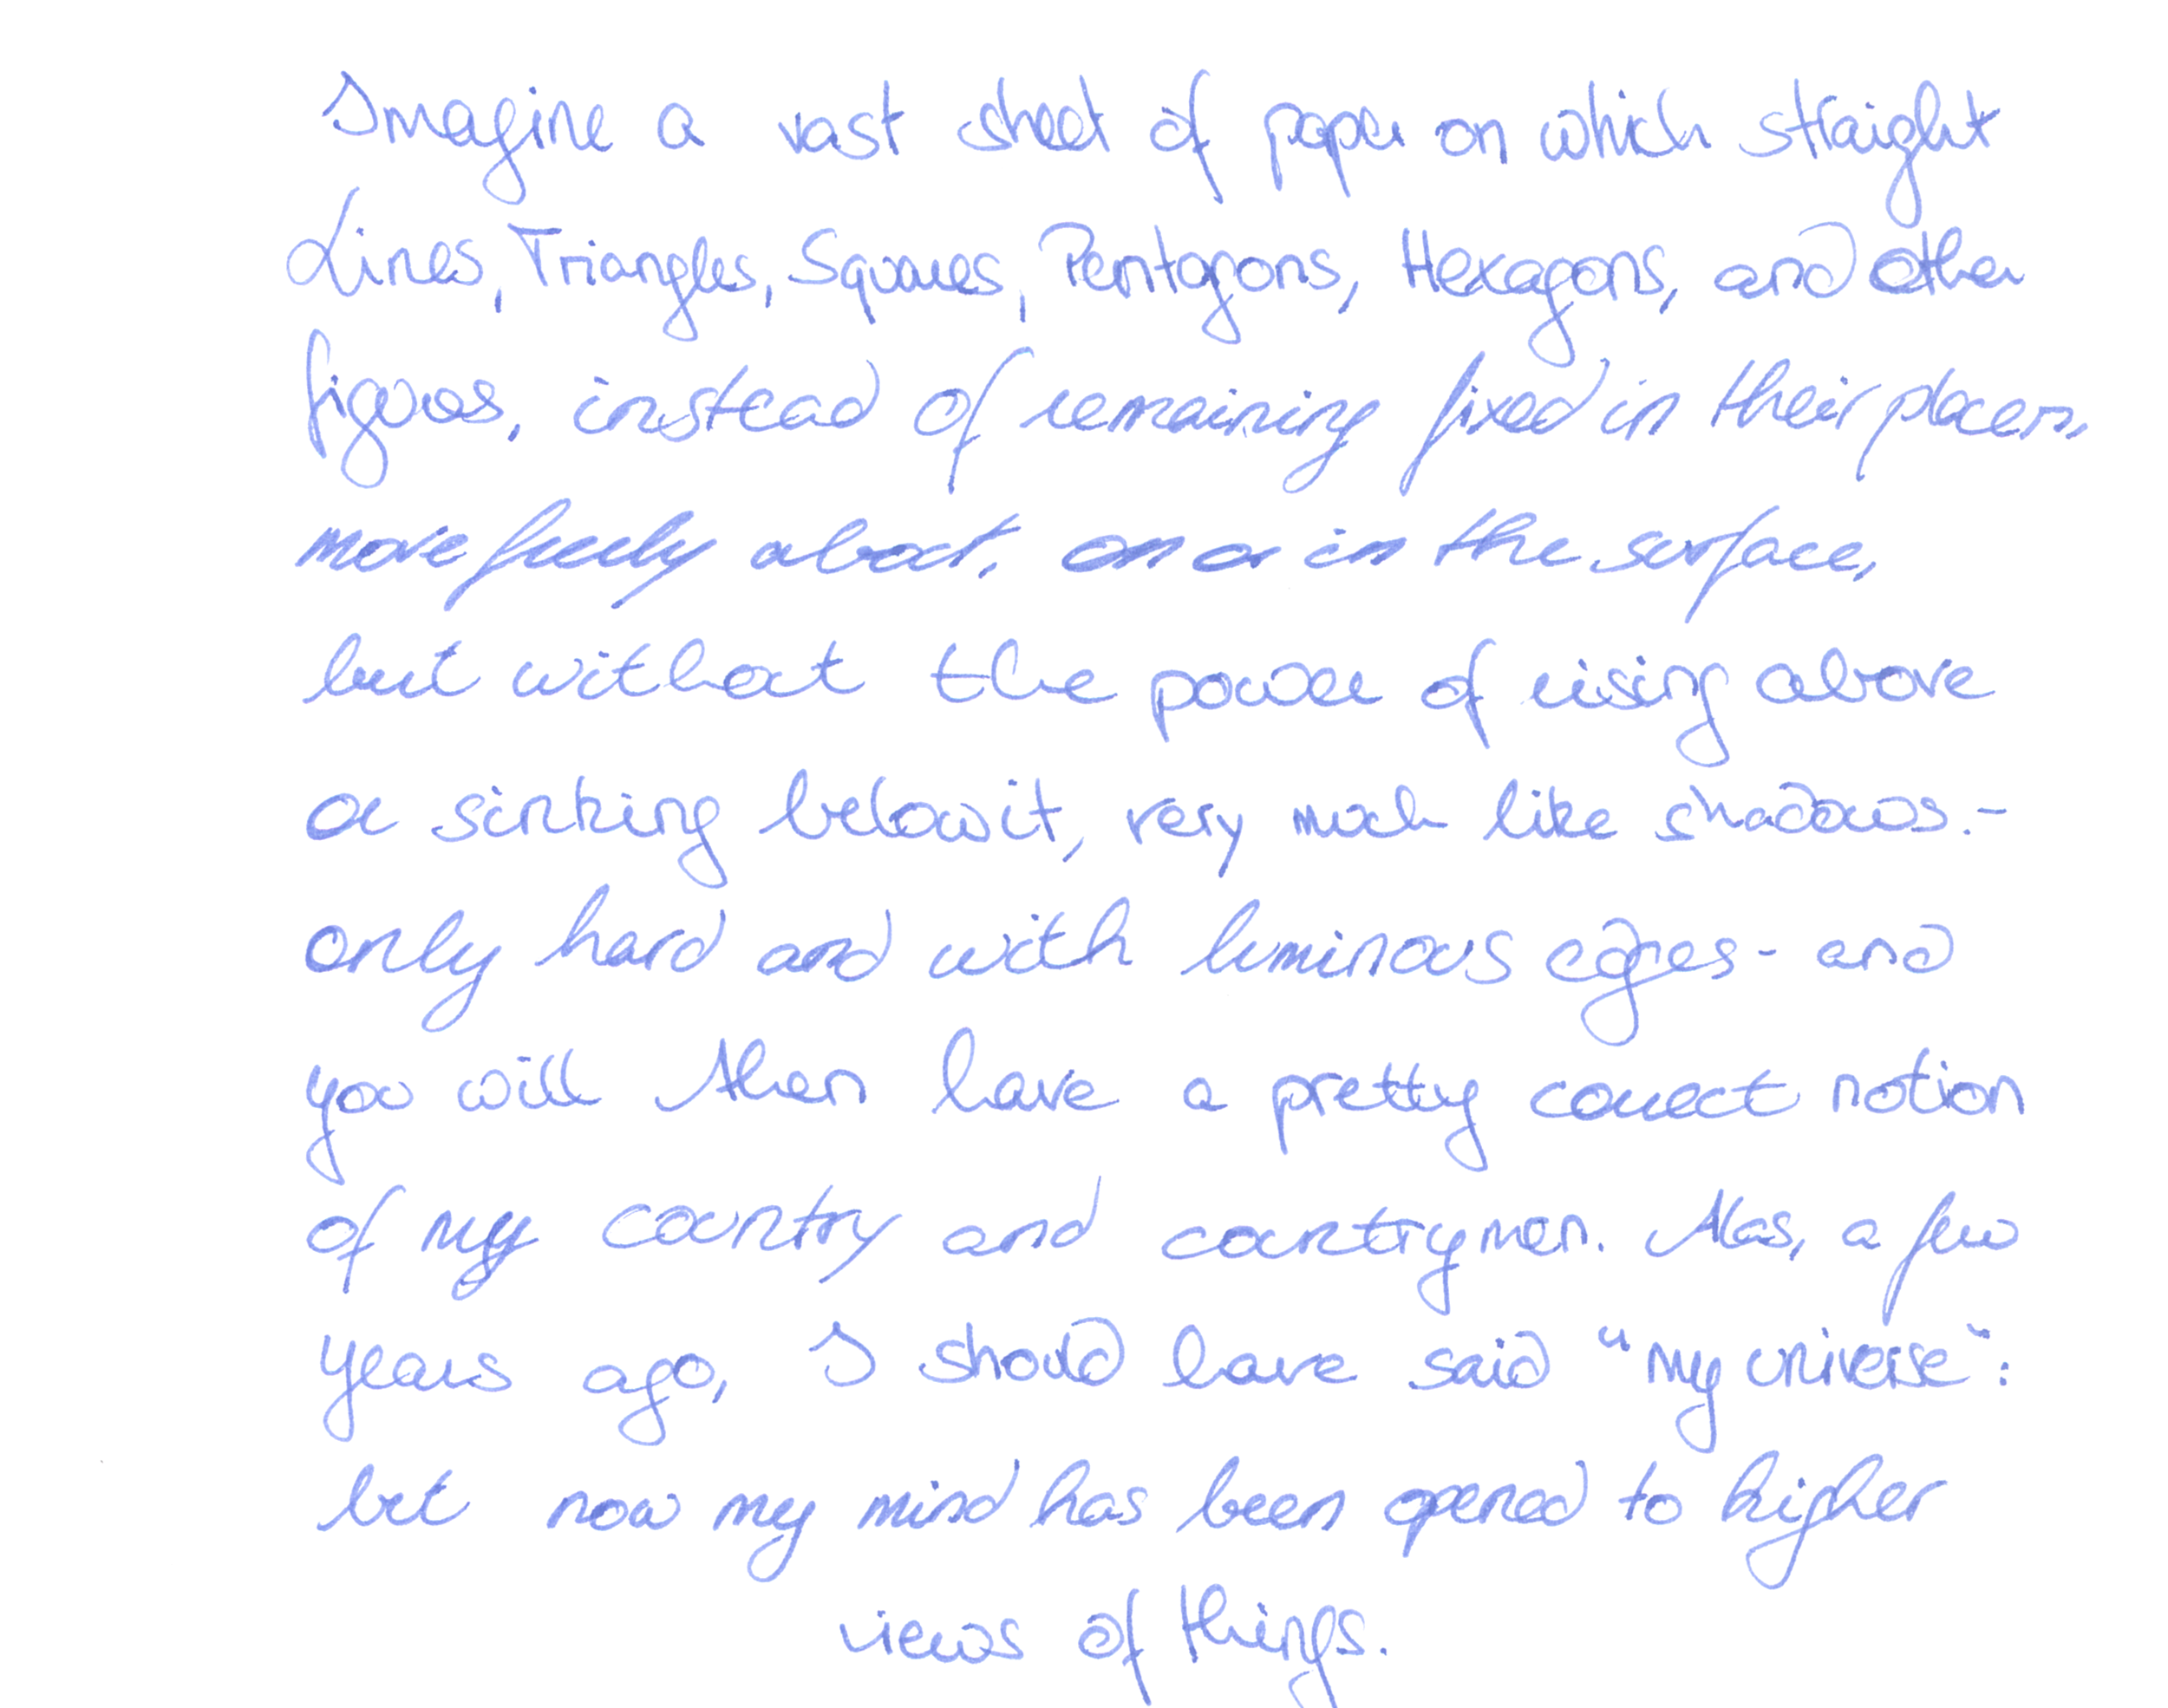 Imagine a vast sheet of paper on which straight
Lines, Triangles, Squares, Pentagons, Hexagons, and other
figures, instead of remaining fixed in their places,
move freely about, on or in the surface,
but without the power of rising above
or sinking below it, very much like shadows.-
only hard and with luminous edges- and
you will then have a pretty correct notion
of my country and countrymen. Alas, a few
years ago, I should have said "my universe":
but now my mind has been opened to higher
views of things.